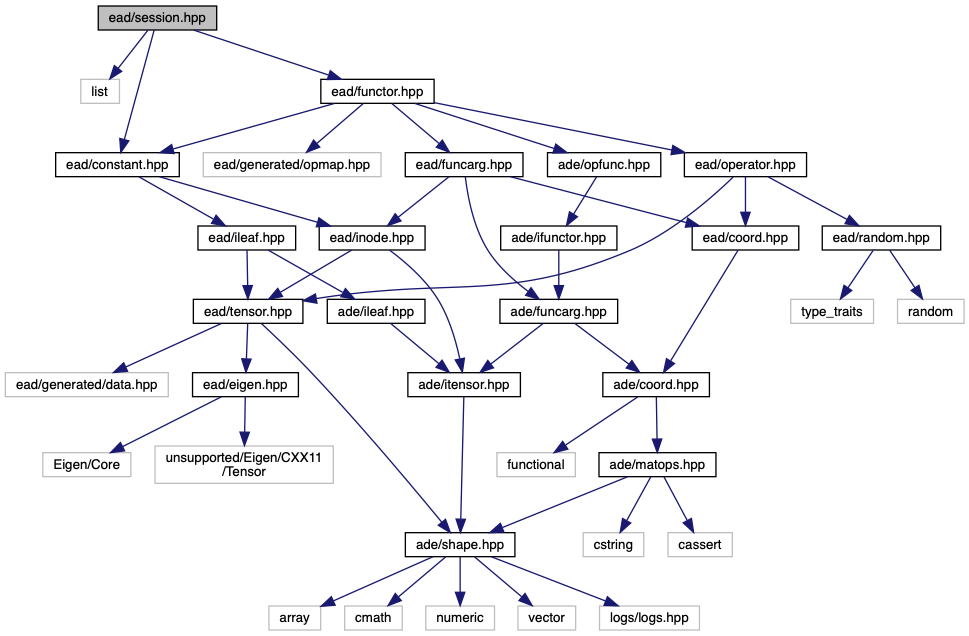 ead/session.hpp
list
ead/functor.hpp
ead/constant.hpp
ead/generated/opmap.hpp
ead/funcarg.hpp
ade/opfunc.hpp
ead/operator.hpp
ead/ileaf.hpp
ead/inode.hpp
ade/ifunctor.hpp
ead/coord.hpp
ead/random.hpp
ead/tensor.hpp
ade/ileaf.hpp
ade/funcarg.hpp
type_traits
random
ead/generated/data.hpp
ead/eigen.hpp
ade/itensor.hpp
ade/coord.hpp
Eigen/Core
unsupported/Eigen/CXX11
/Tensor
functional
ade/matops.hpp
ade/shape.hpp
cstring
cassert
array
cmath
numeric
vector
logs/logs.hpp